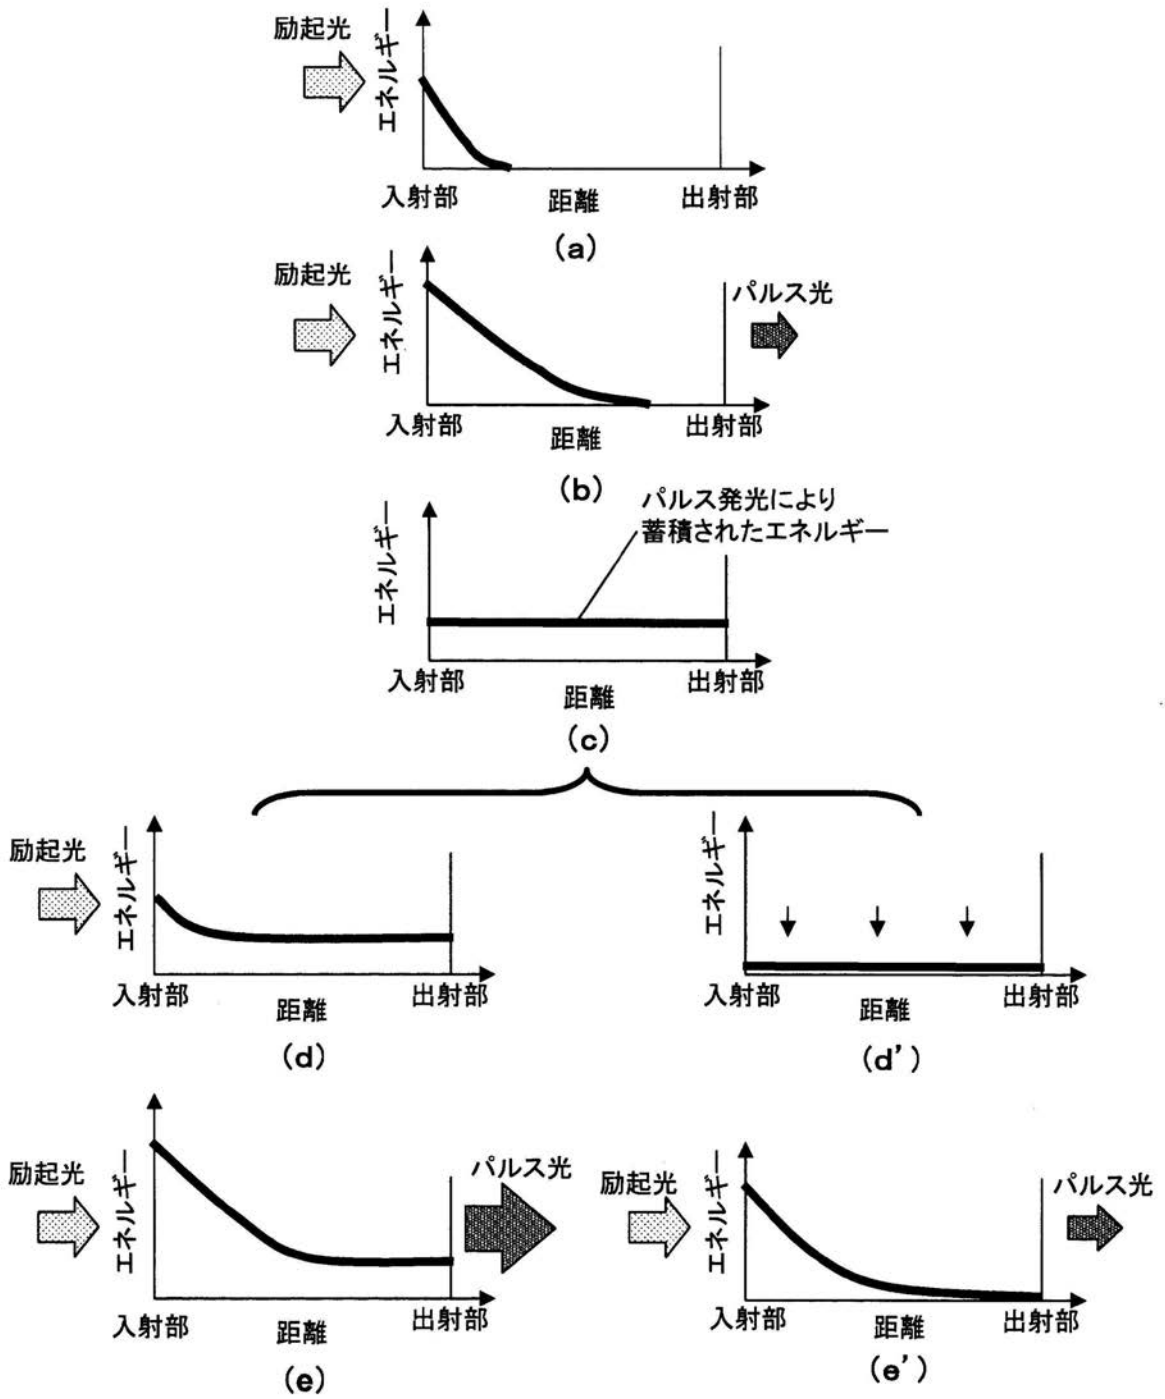 励起光
エネルギー
入射部
距離
出射部
(a)
励起光
エネルギー
パルス光
入射部
距離
出射部
(b)
パルス発光により
蓄積されたエネルギー
エネルギー
入射部
距離
出射部
(c)
励起光
エネルギー
入射部
距離
出射部
(d)
エネルギー
入射部
距離
出射部
(d')
励起光
エネルギー
パルス光
入射部
距離
出射部
(e)
励起光
エネルギー
パルス光
入射部
距離
出射部
(e')